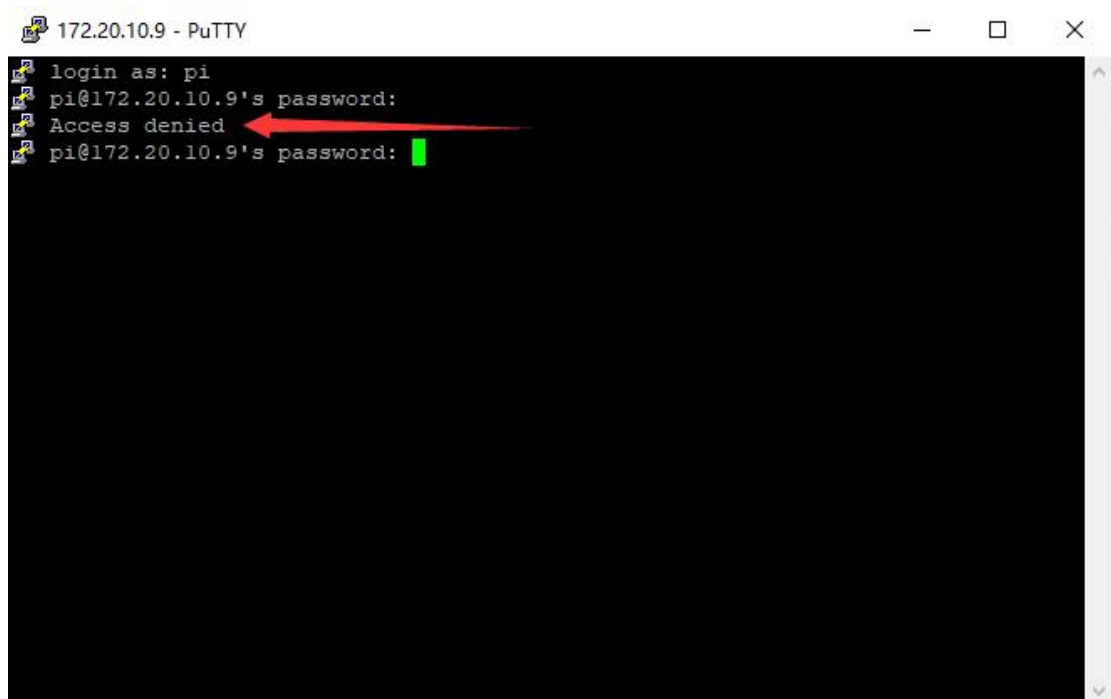 172.20.10.9 - PuTTY
login as: pi
pi@172.20.10.9's password:
Access denied
pi@172.20.10.9's password: